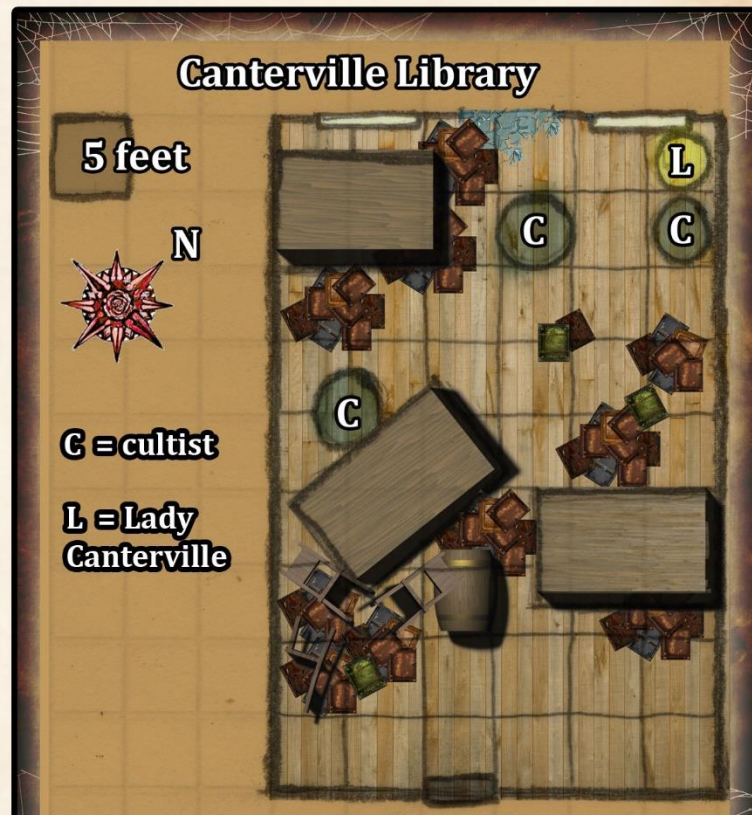 Canterville Library
5 feet
N
L
C
C
C
C = cultist
L = Lady
Canterville